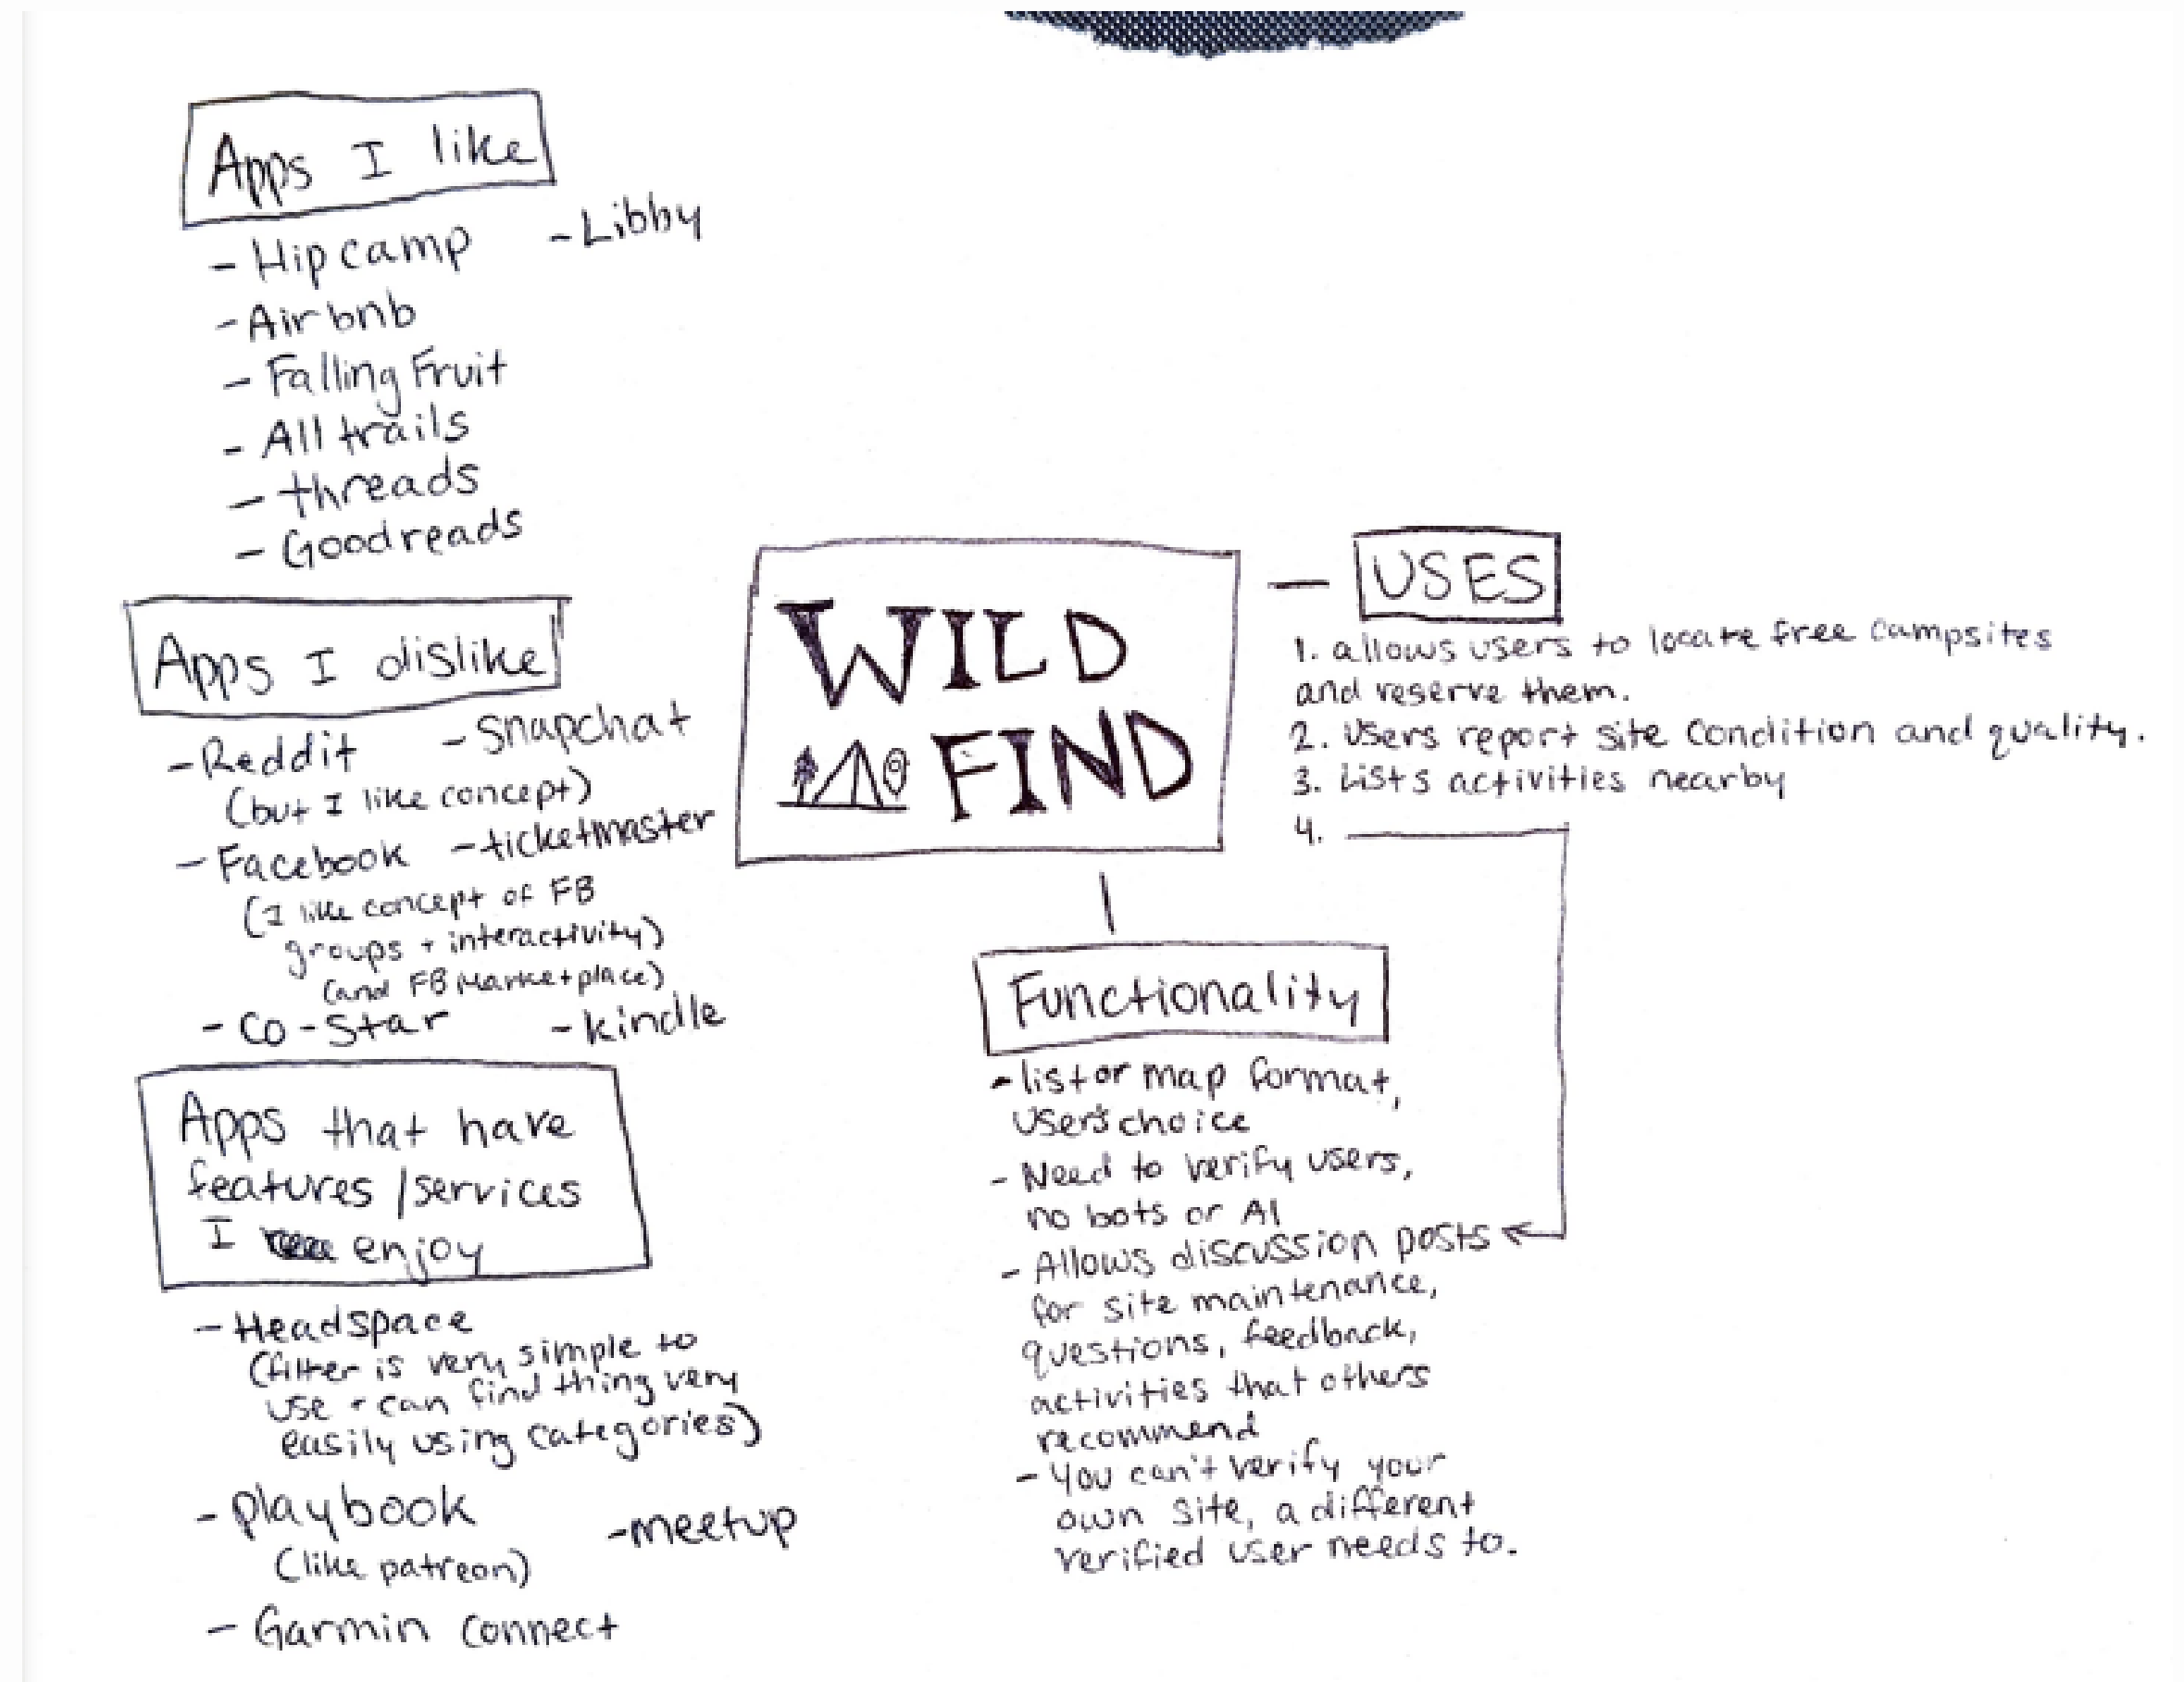 Apps I like
- Hipcamp
- Libby
- Airbnb
- Falling Fruit
- All trails
- threads
- Goodreads
Apps I dislike
- Reddit
- Snapchat
(but I like concept)
- Facebook
- ticketmaster
(I like concept of FB
groups + interactivity)
(and FB Marketplace)
- Co-Star
- kindle
Apps that have
features/services
I enjoy
- Headspace
(filter is very simple to
use + can find thing very
easily using categories)
- Playbook
- meetup
(like patreon)
- Garmin Connect
WILD
FIND
— USES
1. allows users to locate free campsites
and reserve them.
2. Users report site condition and quality.
3. Lists activities nearby
4.
Functionality
- list or map format,
user's choice
- Need to verify users,
no bots or AI
- Allows discussion posts
for site maintenance,
questions, feedback,
activities that others
recommend
- You can't verify your
own site, a different
verified user needs to.